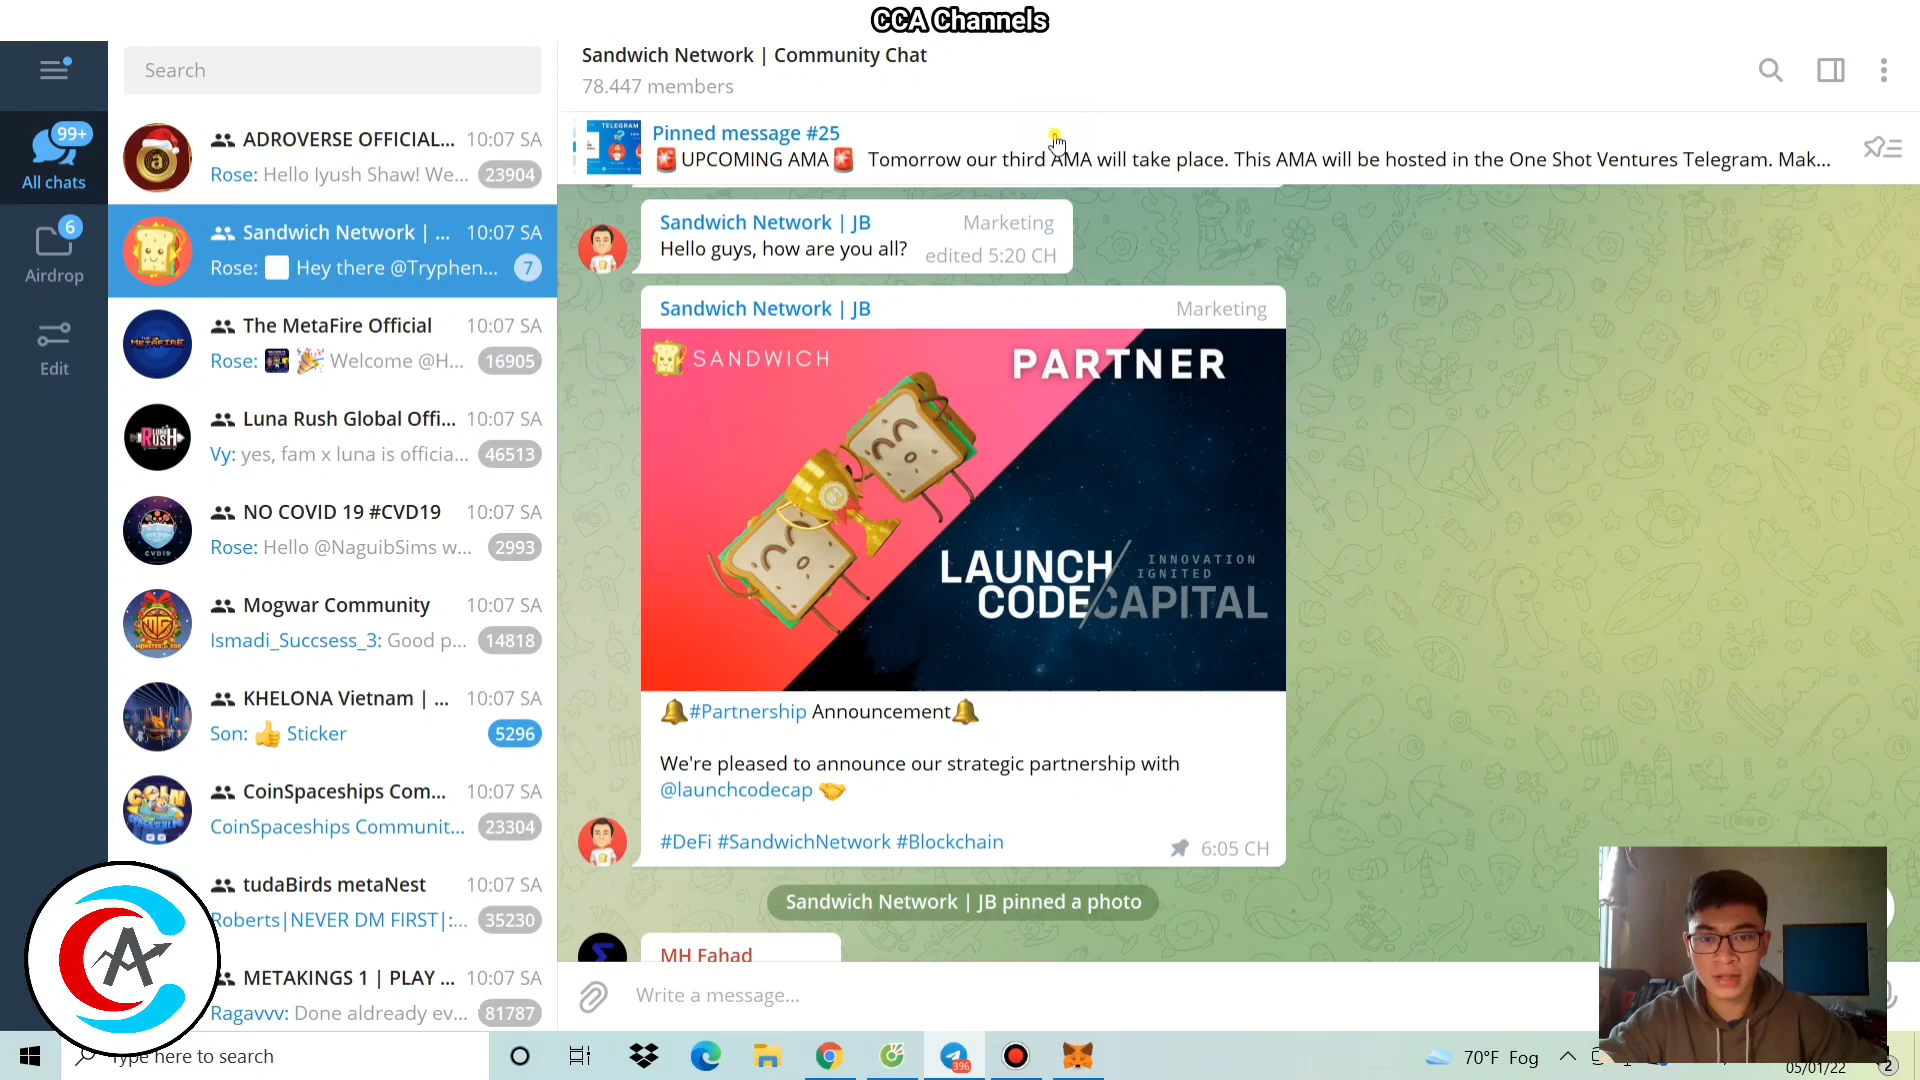 CCA Channels
Search
All chats
99+
Airdrop
6
Edit
ADROVERSE OFFICIAL... 10:07 SA
Rose: Hello Iyush Shaw! We... 23904
Sandwich Network | ... 10:07 SA
Rose: Hey there @Tryphen... 7
The MetaFire Official 10:07 SA
Rose: Welcome @H... 16905
Luna Rush Global Offi... 10:07 SA
Vy: yes, fam x luna is officia... 46513
NO COVID 19 #CVD19 10:07 SA
Rose: Hello @NaguibSims w... 2993
Mogwar Community 10:07 SA
Ismadi_Succsess_3: Good p... 14818
KHELONA Vietnam | ... 10:07 SA
Son: 👍 Sticker 5296
CoinSpaceships Com... 10:07 SA
CoinSpaceships Communit... 23304
tudaBirds metaNest 10:07 SA
Roberts|NEVER DM FIRST|:... 35230
METAKINGS 1 | PLAY ... 10:07 SA
Ragavvv: Done aldready ev... 81787
Sandwich Network | Community Chat
78.447 members
TELEGRAM
Pinned message #25
🚨UPCOMING AMA🚨 Tomorrow our third AMA will take place. This AMA will be hosted in the One Shot Ventures Telegram. Mak...
Sandwich Network | JB Marketing
Hello guys, how are you all? edited 5:20 CH
Sandwich Network | JB Marketing
SANDWICH
PARTNER
#1
LAUNCH
CODE
CAPITAL
INNOVATION
IGNITED
🔔#Partnership Announcement🔔
We're pleased to announce our strategic partnership with
@launchcodecap 🤝
#DeFi #SandwichNetwork #Blockchain
6:05 CH
Sandwich Network | JB pinned a photo
MH Fahad
Write a message...
Type here to search
396
70°F Fog
05/01/22
2